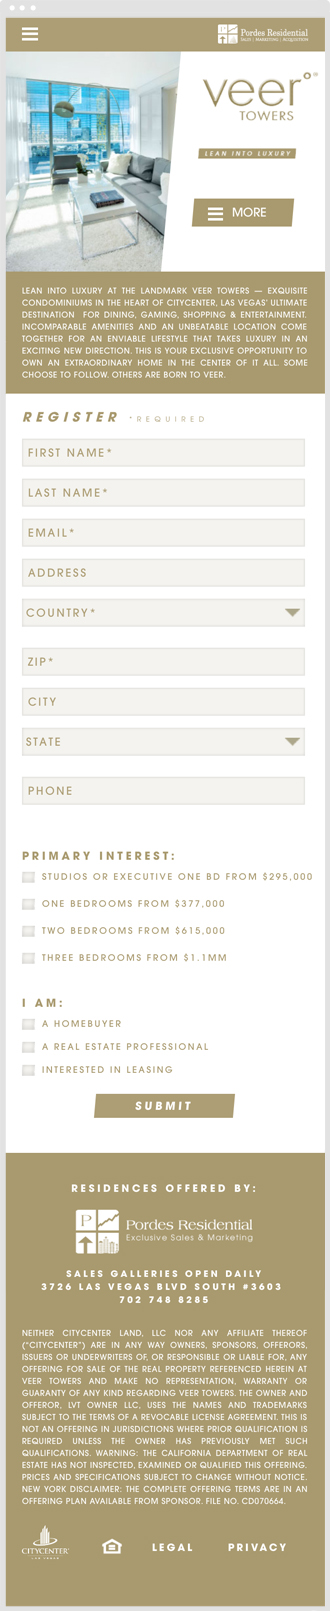 Pordes Residential
SALES | MARKETING | ACQUISITION
veer
TOWERS
LEAN INTO LUXURY
MORE
LEAN INTO LUXURY AT THE LANDMARK VEER TOWERS — EXQUISITE
CONDOMINIUMS IN THE HEART OF CITYCENTER, LAS VEGAS' ULTIMATE
DESTINATION FOR DINING, GAMING, SHOPPING & ENTERTAINMENT.
INCOMPARABLE AMENITIES AND AN UNBEATABLE LOCATION COME
TOGETHER FOR AN ENVIABLE LIFESTYLE THAT TAKES LUXURY IN AN
EXCITING NEW DIRECTION. THIS IS YOUR EXCLUSIVE OPPORTUNITY TO
OWN AN EXTRAORDINARY HOME IN THE CENTER OF IT ALL. SOME
CHOOSE TO FOLLOW. OTHERS ARE BORN TO VEER.
REGISTER *REQUIRED
FIRST NAME*
LAST NAME*
EMAIL*
ADDRESS
COUNTRY*
ZIP*
CITY
STATE
PHONE
PRIMARY INTEREST:
STUDIOS OR EXECUTIVE ONE BD FROM $295,000
ONE BEDROOMS FROM $377,000
TWO BEDROOMS FROM $615,000
THREE BEDROOMS FROM $1.1MM
I AM:
A HOMEBUYER
A REAL ESTATE PROFESSIONAL
INTERESTED IN LEASING
SUBMIT
RESIDENCES OFFERED BY:
P
Pordes Residential
Exclusive Sales & Marketing
SALES GALLERIES OPEN DAILY
3726 LAS VEGAS BLVD SOUTH #3603
702 748 8285
NEITHER CITYCENTER LAND, LLC NOR ANY AFFILIATE THEREOF
("CITYCENTER") ARE IN ANY WAY OWNERS, SPONSORS, OFFERORS,
ISSUERS OR UNDERWRITERS OF, OR RESPONSIBLE OR LIABLE FOR, ANY
OFFERING FOR SALE OF THE REAL PROPERTY REFERENCED HEREIN AT
VEER TOWERS AND MAKE NO REPRESENTATION, WARRANTY OR
GUARANTY OF ANY KIND REGARDING VEER TOWERS. THE OWNER AND
OFFEROR, LVT OWNER LLC, USES THE NAMES AND TRADEMARKS
SUBJECT TO THE TERMS OF A REVOCABLE LICENSE AGREEMENT. THIS IS
NOT AN OFFERING IN JURISDICTIONS WHERE PRIOR QUALIFICATION IS
REQUIRED UNLESS THE OWNER HAS PREVIOUSLY MET SUCH
QUALIFICATIONS. WARNING: THE CALIFORNIA DEPARTMENT OF REAL
ESTATE HAS NOT INSPECTED, EXAMINED OR QUALIFIED THIS OFFERING.
PRICES AND SPECIFICATIONS SUBJECT TO CHANGE WITHOUT NOTICE.
NEW YORK DISCLAIMER: THE COMPLETE OFFERING TERMS ARE IN AN
OFFERING PLAN AVAILABLE FROM SPONSOR. FILE NO. CD070664.
CITYCENTER
LAS VEGAS
LEGAL
PRIVACY